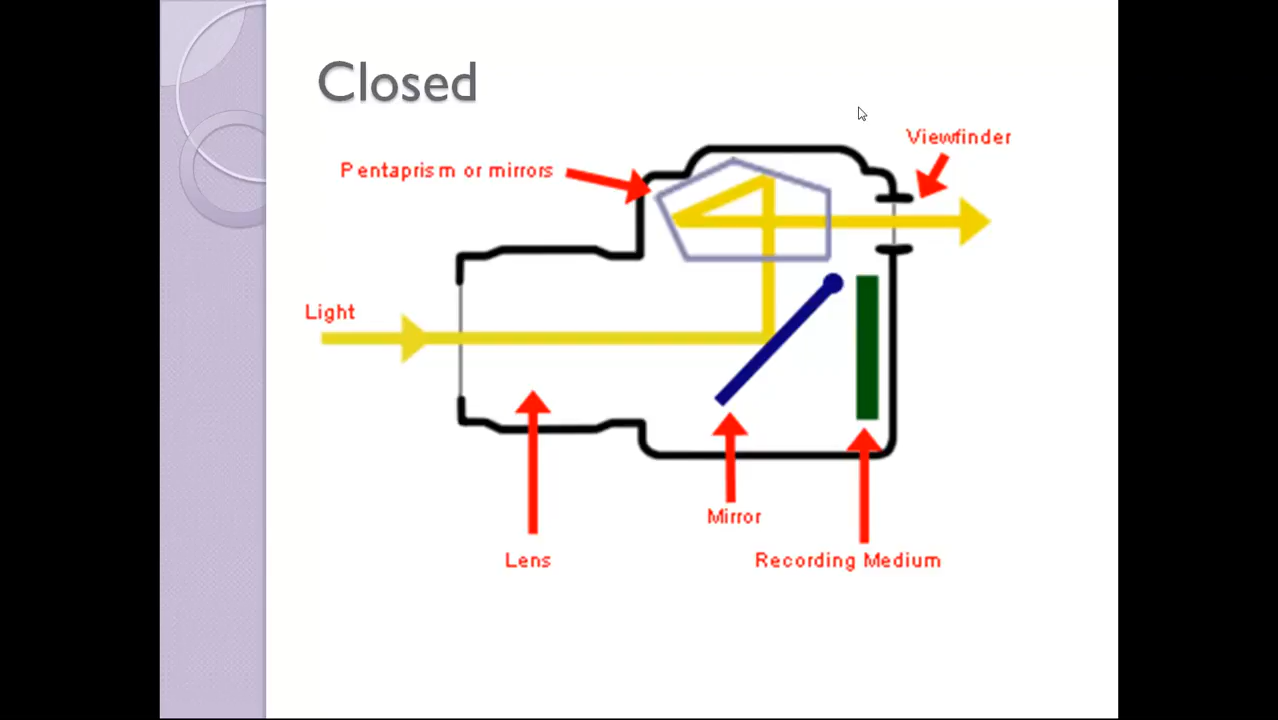 Closed
Viewfinder
Pentaprism or mirrors
Light
Mirror
Lens
Recording Medium